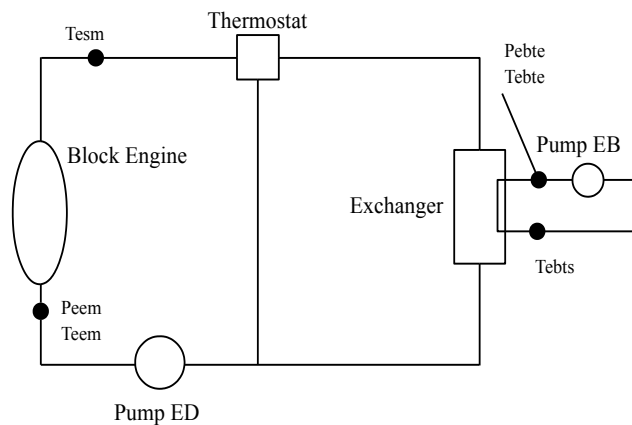 Thermostat
Tesm
Pebte
Tebte
Pump EB
Block Engine
Exchanger
Tebts
Peem
Teem
Pump ED